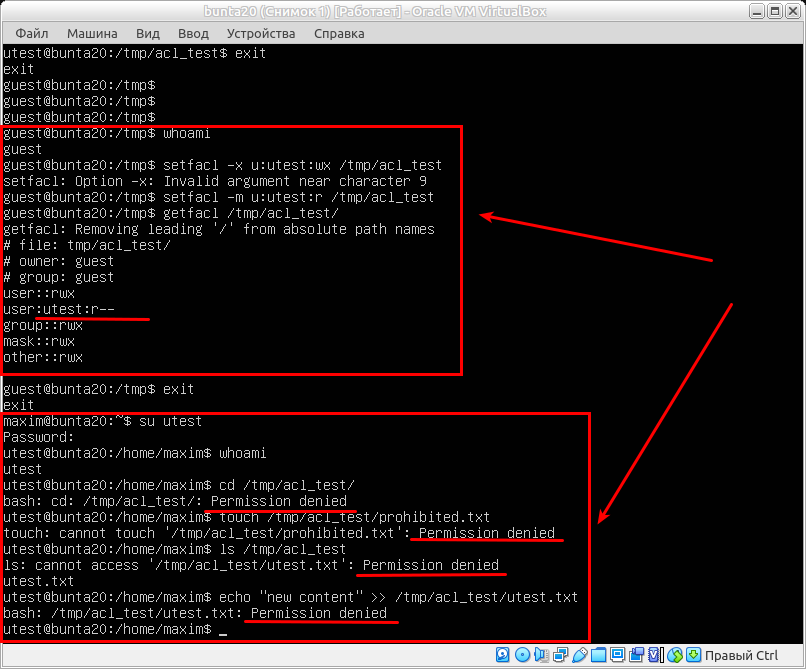 bunta20 (Снимок 1) [Работает] - Oracle VM VirtualBox
Файл Машина Вид Ввод Устройства Справка
utest@bunta20:/tmp/acl_test$ exit
exit
guest@bunta20:/tmp$
guest@bunta20:/tmp$
guest@bunta20:/tmp$
guest@bunta20:/tmp$ whoami
guest
guest@bunta20:/tmp$ setfacl -x u:utest:wx /tmp/acl_test
setfacl: Option -x: Invalid argument near character 9
guest@bunta20:/tmp$ setfacl -m u:utest:r /tmp/acl_test
guest@bunta20:/tmp$ getfacl /tmp/acl_test/
getfacl: Removing leading '/' from absolute path names
# file: tmp/acl_test/
# owner: guest
# group: guest
user::rwx
user:utest:r--
group::rwx
mask::rwx
other::rwx
guest@bunta20:/tmp$ exit
exit
maxim@bunta20:~$ su utest
Password:
utest@bunta20:/home/maxim$ whoami
utest
utest@bunta20:/home/maxim$ cd /tmp/acl_test/
bash: cd: /tmp/acl_test/: Permission denied
utest@bunta20:/home/maxim$ touch /tmp/acl_test/prohibited.txt
touch: cannot touch '/tmp/acl_test/prohibited.txt': Permission denied
utest@bunta20:/home/maxim$ ls /tmp/acl_test
ls: cannot access '/tmp/acl_test/utest.txt': Permission denied
utest.txt
utest@bunta20:/home/maxim$ echo "new content" >> /tmp/acl_test/utest.txt
bash: /tmp/acl_test/utest.txt: Permission denied
utest@bunta20:/home/maxim$ _
Правый Ctrl